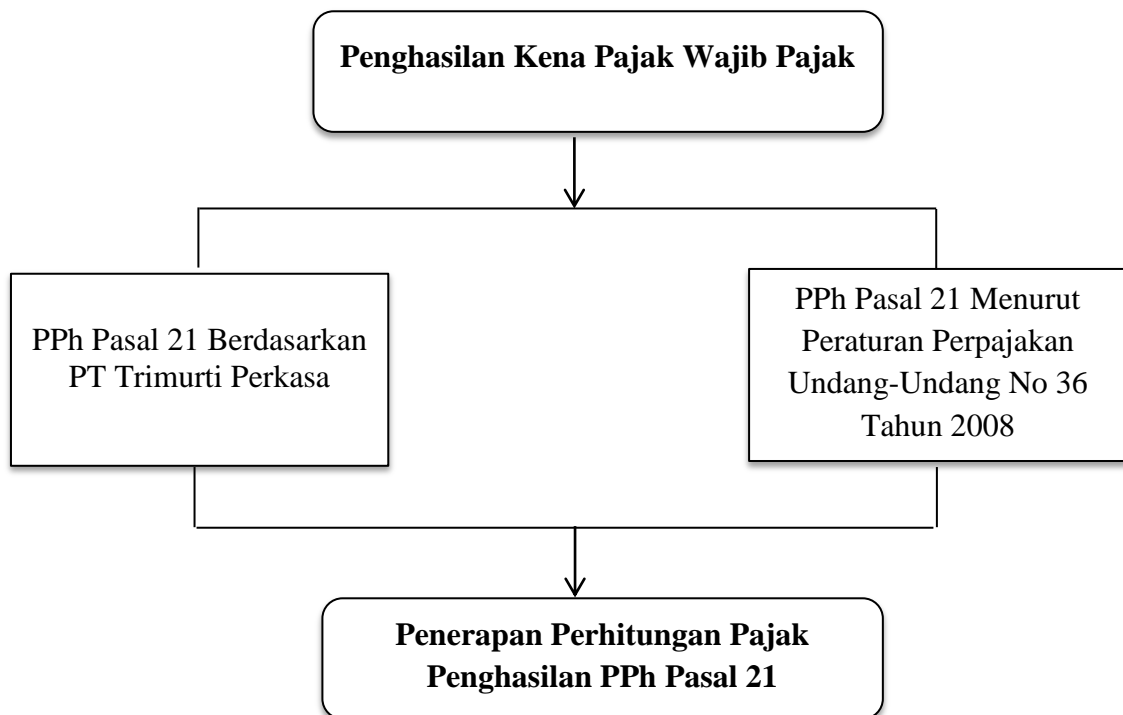 Penghasilan Kena Pajak Wajib Pajak
PPh Pasal 21 Berdasarkan
PT Trimurti Perkasa
PPh Pasal 21 Menurut
Peraturan Perpajakan
Undang-Undang No 36
Tahun 2008
Penerapan Perhitungan Pajak
Penghasilan PPh Pasal 21